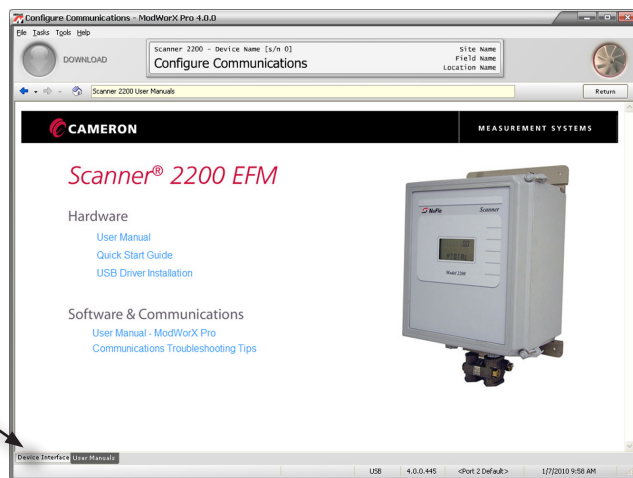 Configure Communications - ModWorX Pro 4.0.0
File Tasks Tools Help
DOWNLOAD
Scanner 2200 - Device Name [s/n 0]
Configure Communications
Site Name
Field Name
Location Name
Scanner 2200 User Manuals
Return
CAMERON
MEASUREMENT SYSTEMS
Scanner® 2200 EFM
Hardware
User Manual
Quick Start Guide
USB Driver Installation
Software & Communications
User Manual - ModWorX Pro
Communications Troubleshooting Tips
NuFlo Scanner
Model 2200
Device Interface User Manuals
USB 4.0.0.445 <Port 2 Default> 1/7/2010 9:58 AM